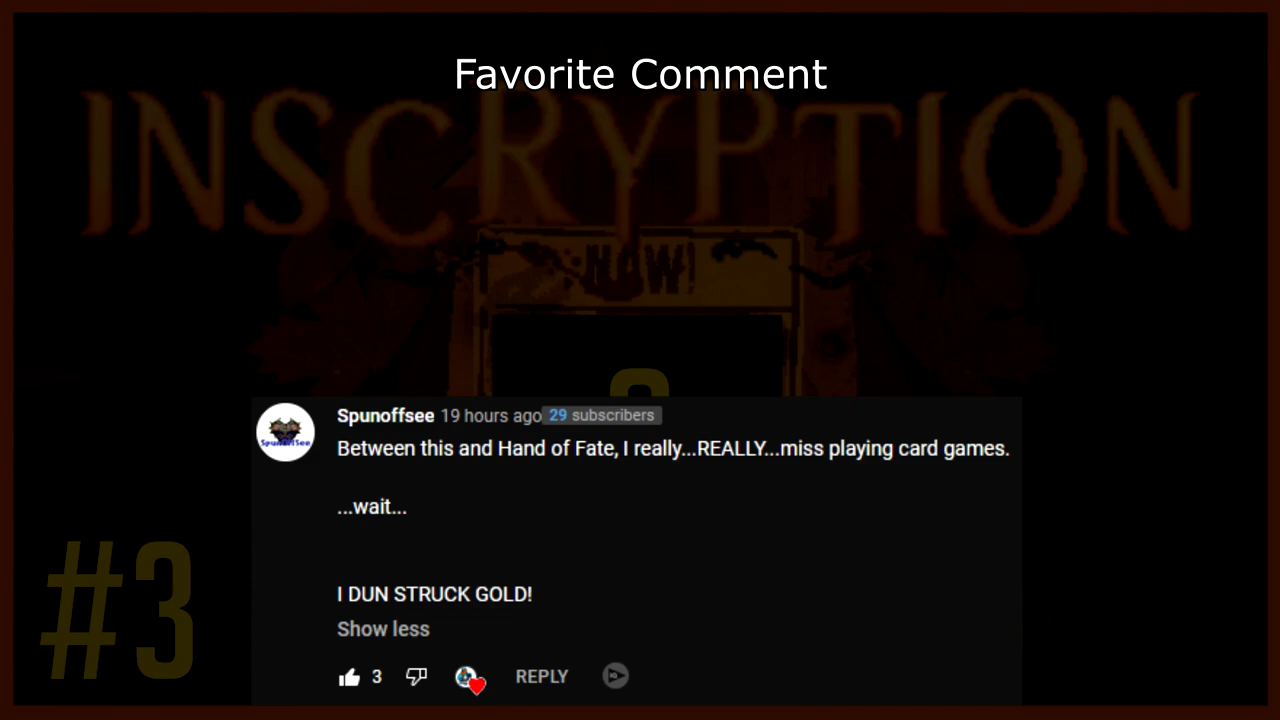 Favorite Comment
INSCRYPTION
NOW!
Spunoffsee 19 hours ago 29 subscribers
Between this and Hand of Fate, I really...REALLY...miss playing card games.
...wait...
I DUN STRUCK GOLD!
Show less
3 REPLY
#3